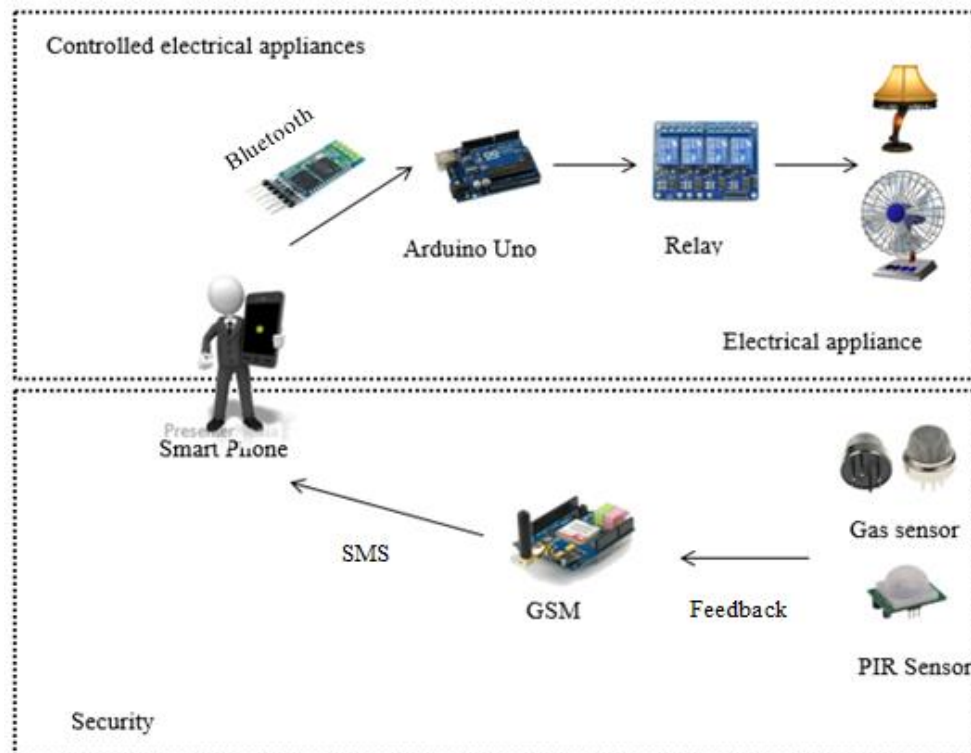 Controlled electrical appliances
Bluetooth
Arduino Uno
Relay
Electrical appliance
Presenter
Smart Phone
Gas sensor
SMS
GSM
Feedback
PIR Sensor
Security